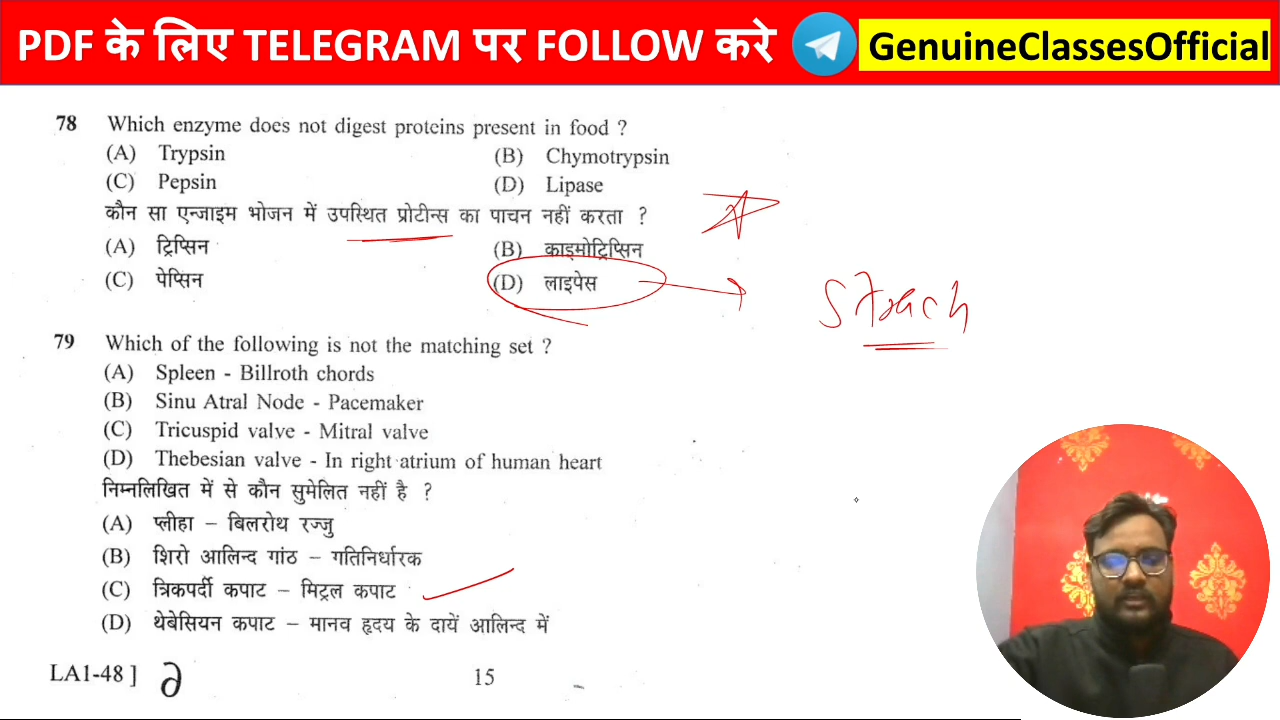 PDF के लिए TELEGRAM पर FOLLOW करे GenuineClassesOfficial
78 Which enzyme does not digest proteins present in food ?
(A) Trypsin (B) Chymotrypsin
(C) Pepsin (D) Lipase
कौन सा एन्जाइम भोजन में उपस्थित प्रोटीन्स का पाचन नहीं करता ?
(A) ट्रिप्सिन (B) काइमोट्रिप्सिन
(C) पेप्सिन (D) लाइपेस
79 Which of the following is not the matching set ?
(A) Spleen - Billroth chords
(B) Sinu Atral Node - Pacemaker
(C) Tricuspid valve - Mitral valve
(D) Thebesian valve - In right atrium of human heart
निम्नलिखित में से कौन सुमेलित नहीं है ?
(A) प्लीहा – बिलरोथ रज्जु
(B) शिरो आलिन्द गांठ – गतिनिर्धारक
(C) त्रिकपर्दी कपाट – मिट्रल कपाट
(D) थेबेसियन कपाट – मानव हृदय के दायें आलिन्द में
LA1-48 ] 15